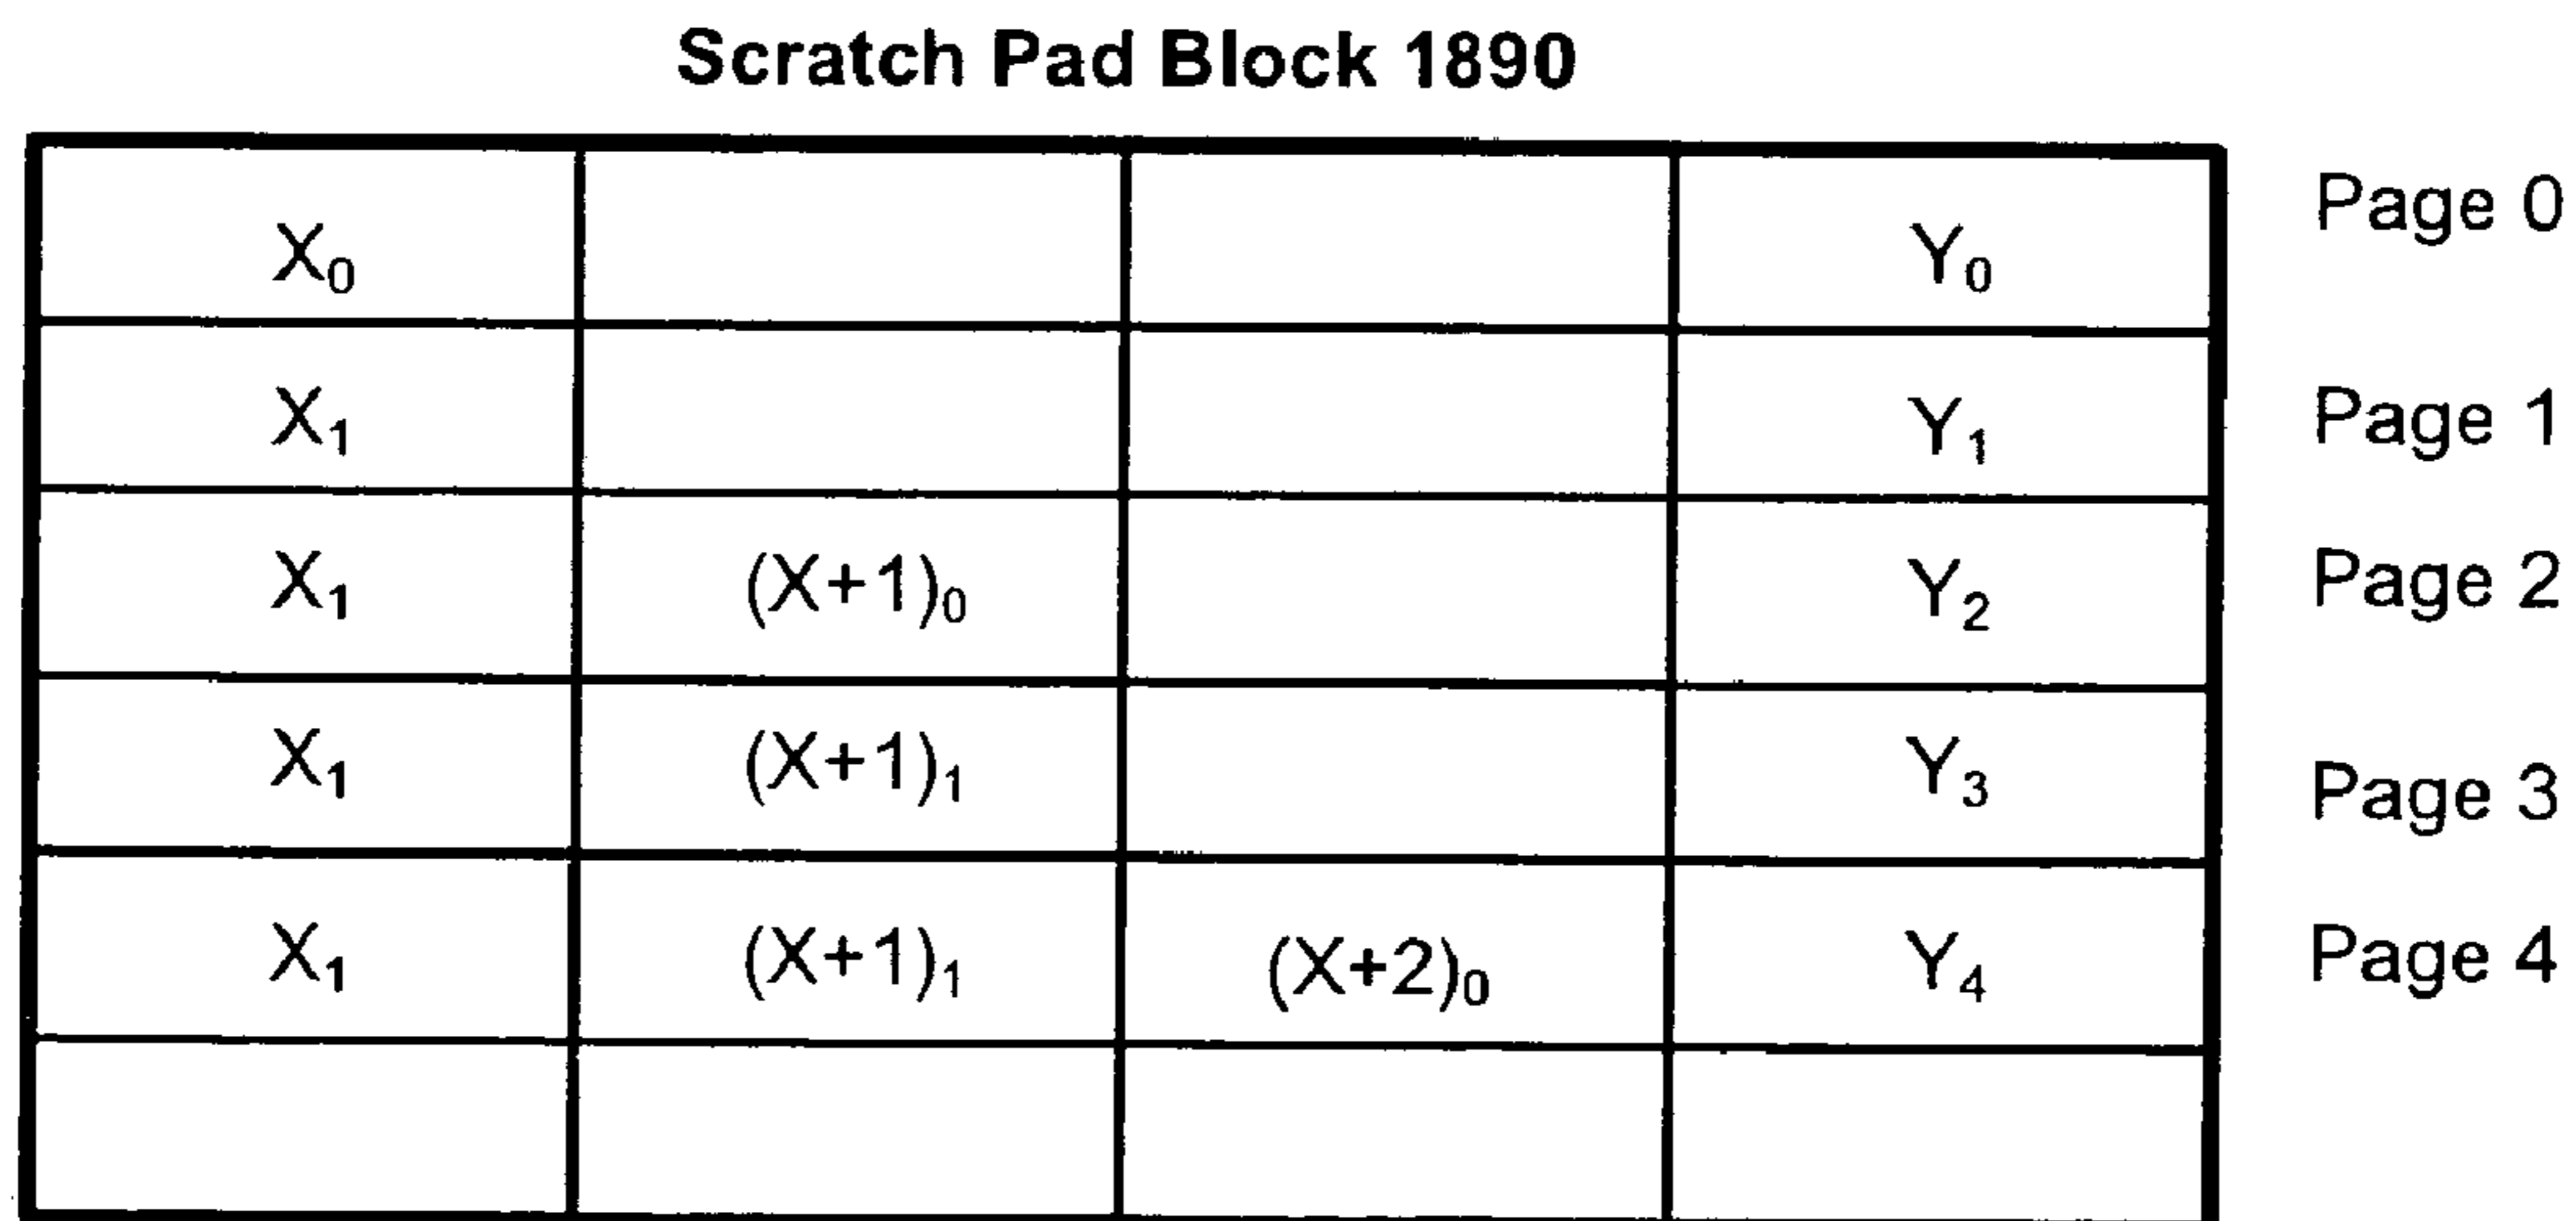 Scratch Pad Block 1890
X₀ Y₀ Page 0
X₁ Y₁ Page 1
X₁ (X+1)₀ Y₂ Page 2
X₁ (X+1)₁ Y₃ Page 3
X₁ (X+1)₁ (X+2)₀ Y₄ Page 4